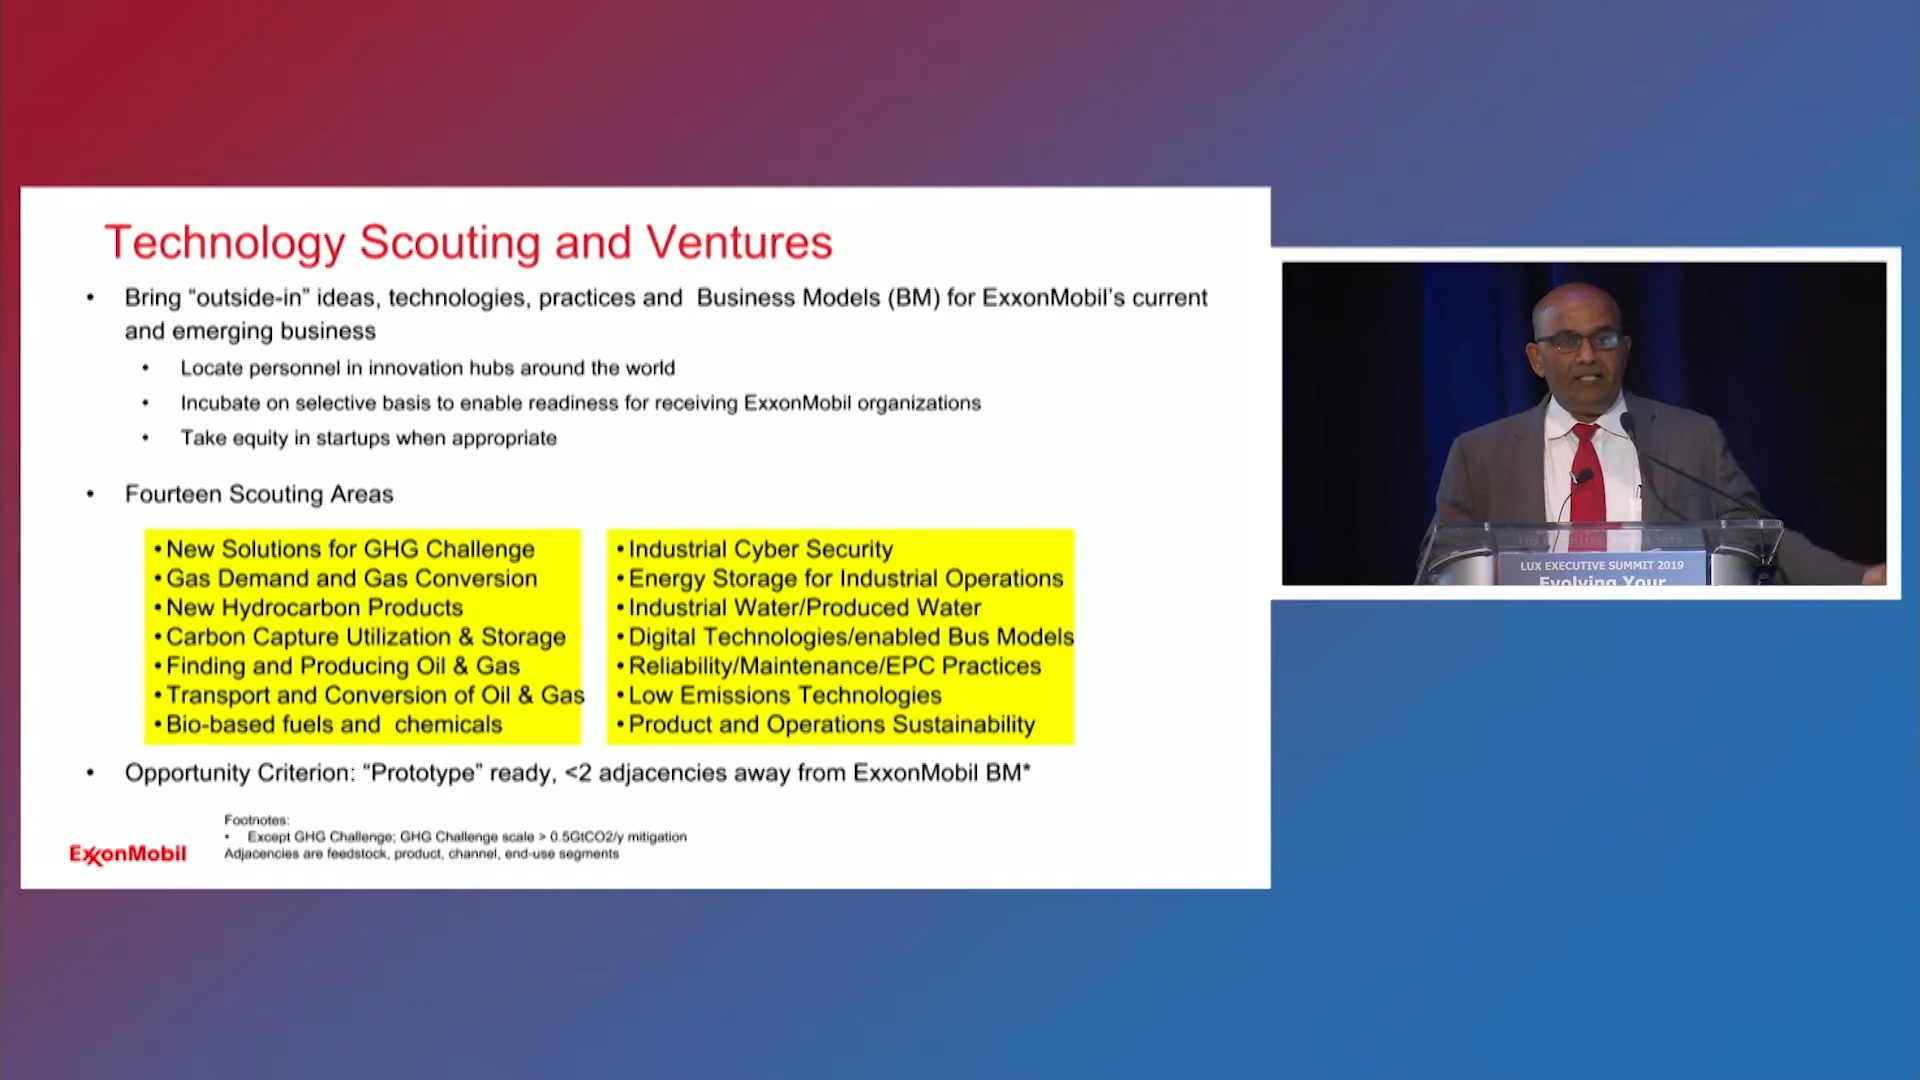 Technology Scouting and Ventures
• Bring “outside-in” ideas, technologies, practices and Business Models (BM) for ExxonMobil’s current
and emerging business
• Locate personnel in innovation hubs around the world
• Incubate on selective basis to enable readiness for receiving ExxonMobil organizations
• Take equity in startups when appropriate
• Fourteen Scouting Areas
• New Solutions for GHG Challenge
• Gas Demand and Gas Conversion
• New Hydrocarbon Products
• Carbon Capture Utilization & Storage
• Finding and Producing Oil & Gas
• Transport and Conversion of Oil & Gas
• Bio-based fuels and chemicals
• Industrial Cyber Security
• Energy Storage for Industrial Operations
• Industrial Water/Produced Water
• Digital Technologies/enabled Bus Models
• Reliability/Maintenance/EPC Practices
• Low Emissions Technologies
• Product and Operations Sustainability
• Opportunity Criterion: “Prototype” ready, <2 adjacencies away from ExxonMobil BM*
Footnotes:
• Except GHG Challenge; GHG Challenge scale > 0.5GtCO2/y mitigation
Adjacencies are feedstock, product, channel, end-use segments
ExxonMobil
LUX EXECUTIVE SUMMIT 2019
Evolving Your